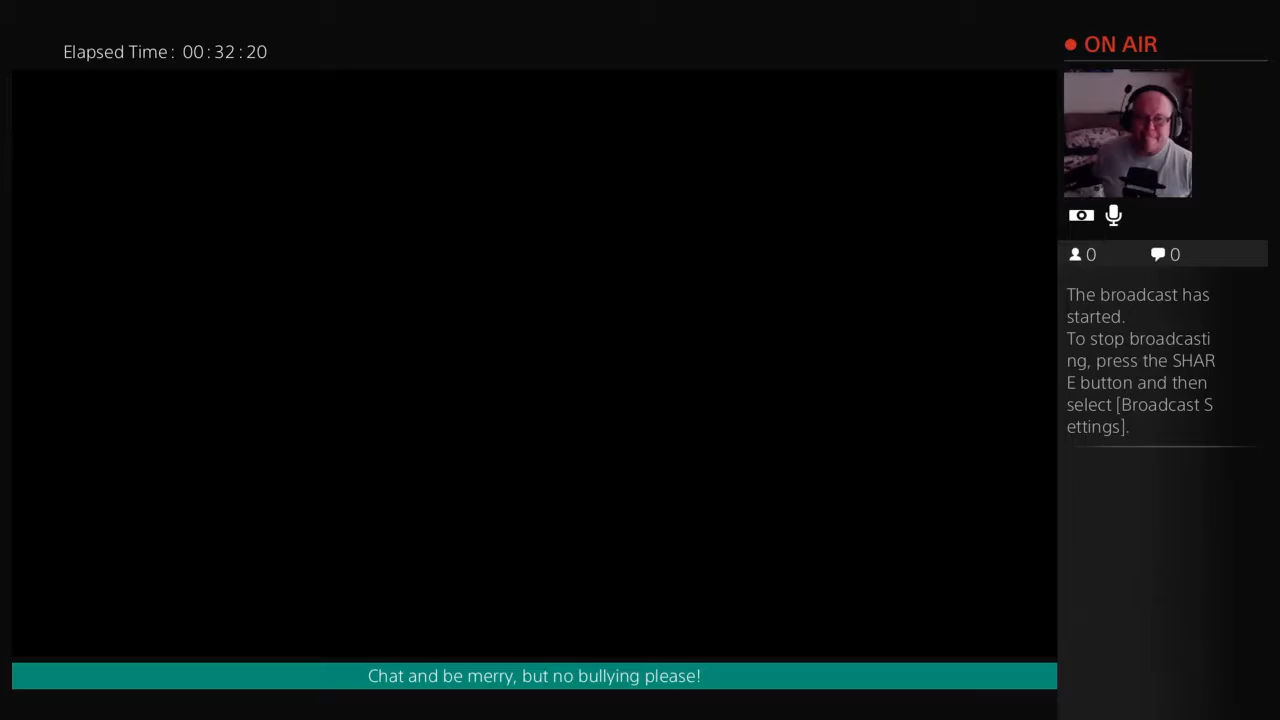 Elapsed Time: 00:32:20
ON AIR
0 0
The broadcast has
started.
To stop broadcasti
ng, press the SHAR
E button and then
select [Broadcast S
ettings].
Chat and be merry, but no bullying please!